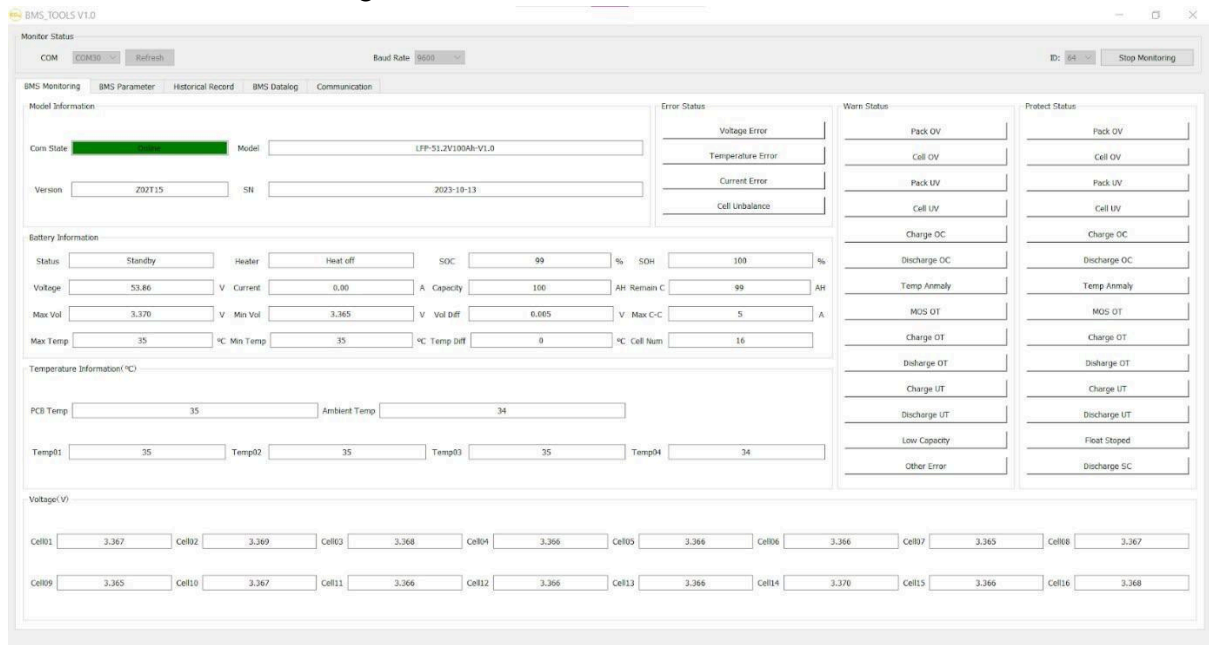 BMS_TOOLS V1.0
Monitor Status
COM COM30 Refresh Baud Rate 9600 ID: 64 Stop Monitoring
BMS Monitoring BMS Parameter Historical Record BMS Datalog Communication
Model Information
Com State Online Model LFP-51.2V100Ah-V1.0
Version Z02T15 SN 2023-10-13
Error Status
Voltage Error
Temperature Error
Current Error
Cell Unbalance
Warn Status
Pack OV
Cell OV
Pack UV
Cell UV
Charge OC
Discharge OC
Temp Anmaly
MOS OT
Charge OT
Disharge OT
Charge UT
Discharge UT
Low Capacity
Other Error
Protect Status
Pack OV
Cell OV
Pack UV
Cell UV
Charge OC
Discharge OC
Temp Anmaly
MOS OT
Charge OT
Disharge OT
Charge UT
Discharge UT
Float Stoped
Discharge SC
Battery Information
Status Standby Heater Heat off SOC 99 % SOH 100 %
Voltage 53.86 V Current 0.00 A Capacity 100 AH Remain C 99 AH
Max Vol 3.370 V Min Vol 3.365 V Vol Diff 0.005 V Max C-C 5 A
Max Temp 35 ℃ Min Temp 35 ℃ Temp Diff 0 ℃ Cell Num 16
Temperature Information(℃)
PCB Temp 35 Ambient Temp 34
Temp01 35 Temp02 35 Temp03 35 Temp04 34
Voltage(V)
Cell01 3.367 Cell02 3.369 Cell03 3.368 Cell04 3.366 Cell05 3.366 Cell06 3.366 Cell07 3.365 Cell08 3.367
Cell09 3.365 Cell10 3.367 Cell11 3.366 Cell12 3.366 Cell13 3.366 Cell14 3.370 Cell15 3.366 Cell16 3.368